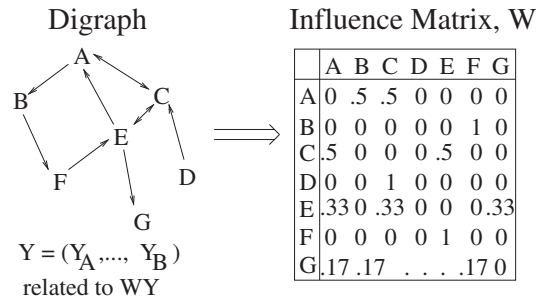 Digraph
Influence Matrix, W
A
B
C
E
F
D
G
Y = (Y_A,..., Y_B)
related to WY
A B C D E F G
A 0 .5 .5 0 0 0 0
B 0 0 0 0 0 1 0
C .5 0 0 0 .5 0 0
D 0 0 1 0 0 0 0
E .33 0 .33 0 0 0 .33
F 0 0 0 0 1 0 0
G .17 .17 . . . .17 0